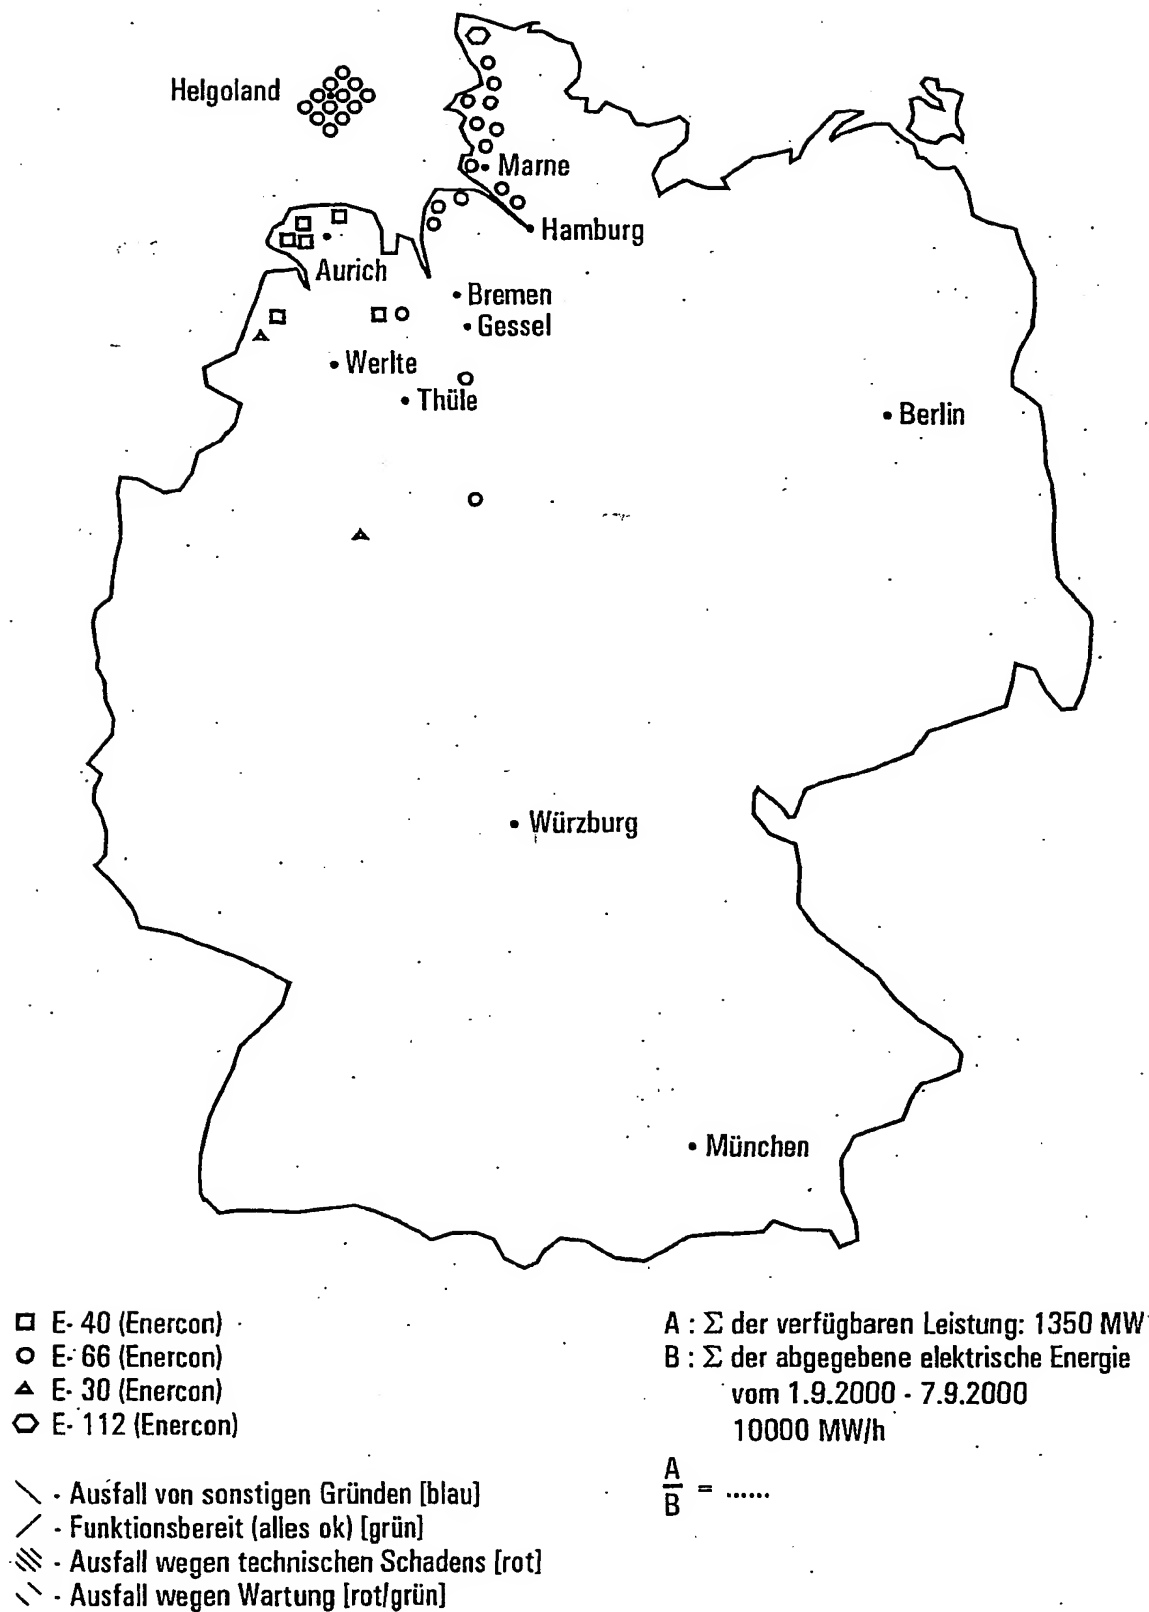 Helgoland
Marne
Hamburg
Aurich
Bremen
Gessel
Werlte
Thüle
Berlin
Würzburg
München
E-40 (Enercon)
E-66 (Enercon)
E-30 (Enercon)
E-112 (Enercon)
A : Σ der verfügbaren Leistung: 1350 MW
B : Σ der abgegebene elektrische Energie
vom 1.9.2000 - 7.9.2000
10000 MW/h
A
B = ......
- Ausfall von sonstigen Gründen [blau]
- Funktionsbereit (alles ok) [grün]
- Ausfall wegen technischen Schadens [rot]
- Ausfall wegen Wartung [rot/grün]